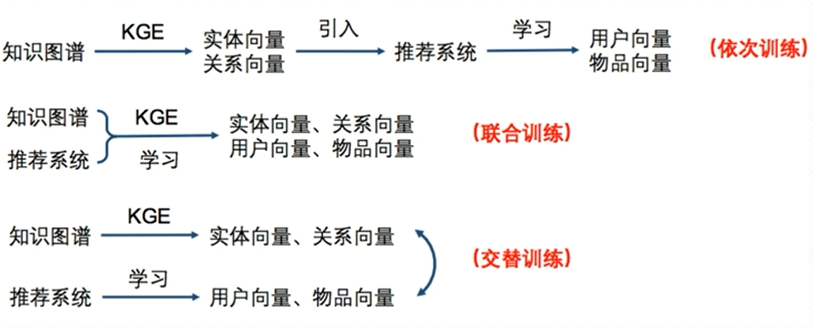 知识图谱 KGE 实体向量 关系向量 引入 推荐系统 学习 用户向量 物品向量 (依次训练)
知识图谱 推荐系统 KGE 学习 实体向量、关系向量 用户向量、物品向量 (联合训练)
知识图谱 KGE 实体向量、关系向量
推荐系统 学习 用户向量、物品向量
(交替训练)